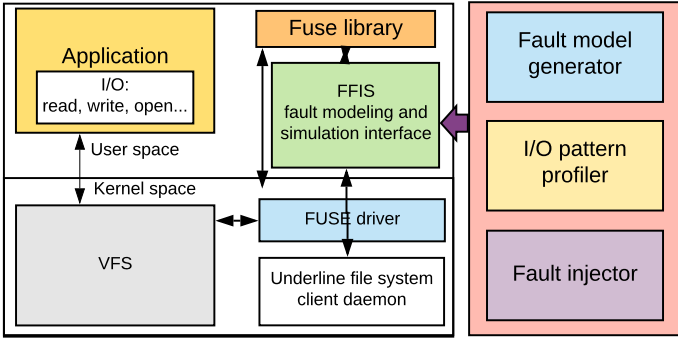 Application
I/O:
read, write, open...
User space
Kernel space
VFS
Fuse library
FFIS
fault modeling and
simulation interface
FUSE driver
Underline file system
client daemon
Fault model
generator
I/O pattern
profiler
Fault injector